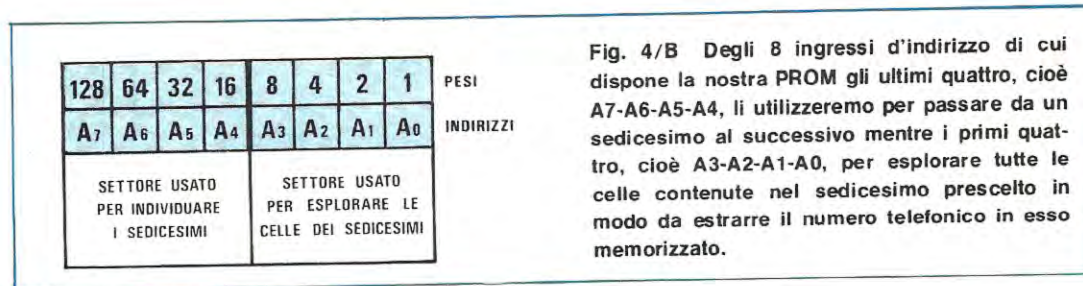 128 64 32 16 8 4 2 1 PESI
A7 A6 A5 A4 A3 A2 A1 A0 INDIRIZZI
SETTORE USATO
PER INDIVIDUARE
I SEDICESIMI
SETTORE USATO
PER ESPLORARE LE
CELLE DEI SEDICESIMI
Fig. 4/B Degli 8 ingressi d'indirizzo di cui
dispone la nostra PROM gli ultimi quattro, cioè
A7-A6-A5-A4, li utilizzeremo per passare da un
sedicesimo al successivo mentre i primi quat-
tro, cioè A3-A2-A1-A0, per esplorare tutte le
celle contenute nel sedicesimo prescelto in
modo da estrarre il numero telefonico in esso
memorizzato.